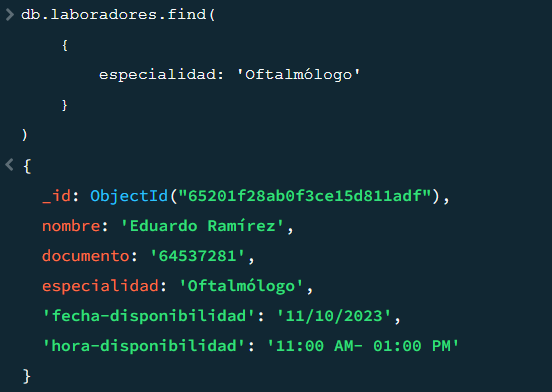 > db.laboradores.find(
{
especialidad: 'Oftalmólogo'
}
)
< {
_id: ObjectId("65201f28ab0f3ce15d811adf"),
nombre: 'Eduardo Ramírez',
documento: '64537281',
especialidad: 'Oftalmólogo',
'fecha-disponibilidad': '11/10/2023',
'hora-disponibilidad': '11:00 AM- 01:00 PM'
}